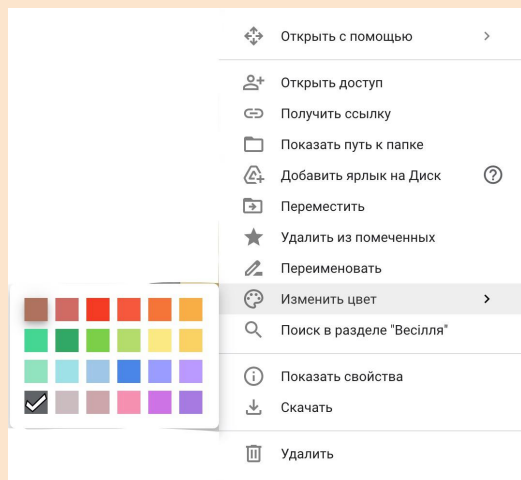 Открыть с помощью
Открыть доступ
Получить ссылку
Показать путь к папке
Добавить ярлык на Диск
Переместить
Удалить из помеченных
Переименовать
Изменить цвет
Поиск в разделе "Весілля"
Показать свойства
Скачать
Удалить